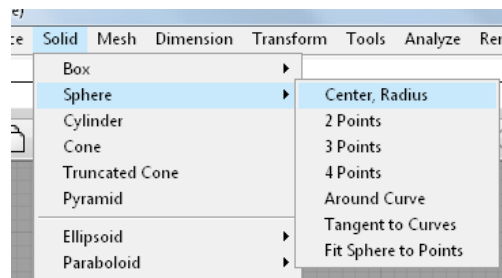 Solid Mesh Dimension Transform Tools Analyze
Box
Sphere
Cylinder
Cone
Truncated Cone
Pyramid
Ellipsoid
Paraboloid
Center, Radius
2 Points
3 Points
4 Points
Around Curve
Tangent to Curves
Fit Sphere to Points